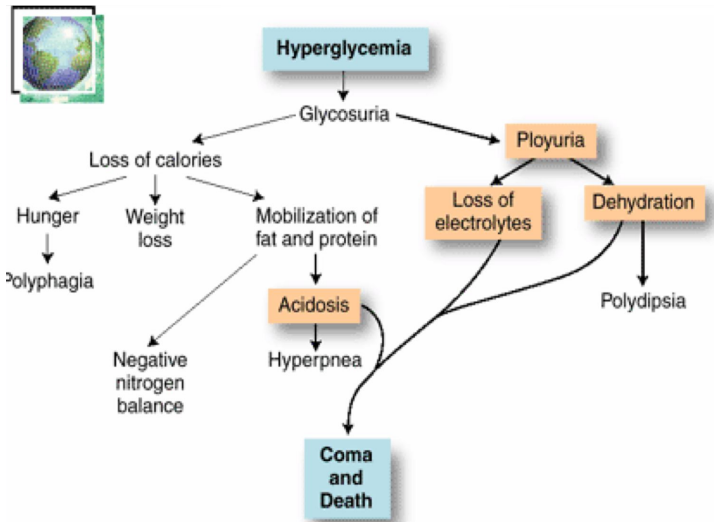 Hyperglycemia
Glycosuria
Loss of calories
Ployuria
Hunger
Weight
loss
Mobilization of
fat and protein
Loss of
electrolytes
Dehydration
Polyphagia
Acidosis
Polydipsia
Negative
nitrogen
balance
Hyperpnea
Coma
and
Death